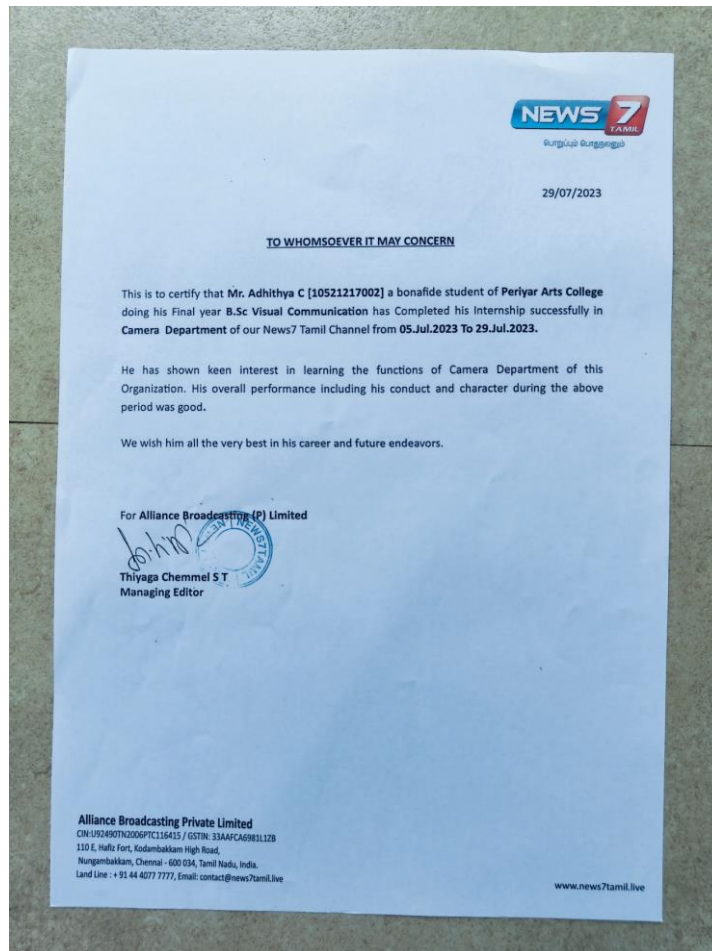 NEWS 7
TAMIL
29/07/2023
TO WHOMSOEVER IT MAY CONCERN
This is to certify that Mr. Adhithya C [10521217002] a bonafide student of Periyar Arts College
doing his Final year B.Sc Visual Communication has Completed his Internship successfully in
Camera Department of our News7 Tamil Channel from 05.Jul.2023 To 29.Jul.2023.
He has shown keen interest in learning the functions of Camera Department of this
Organization. His overall performance including his conduct and character during the above
period was good.
We wish him all the very best in his career and future endeavors.
For Alliance Broadcasting (P) Limited
NEWS7TAMIL
Thiyaga Chemmel S T
Managing Editor
Alliance Broadcasting Private Limited
CIN:U92490TN2006PTC116415 / GSTIN: 33AAFCA6981L1ZB
110 E, Hafiz Fort, Kodambakkam High Road,
Nungambakkam, Chennai - 600 034, Tamil Nadu, India.
Land Line : + 91 44 4077 7777, Email: contact@news7tamil.live
www.news7tamil.live